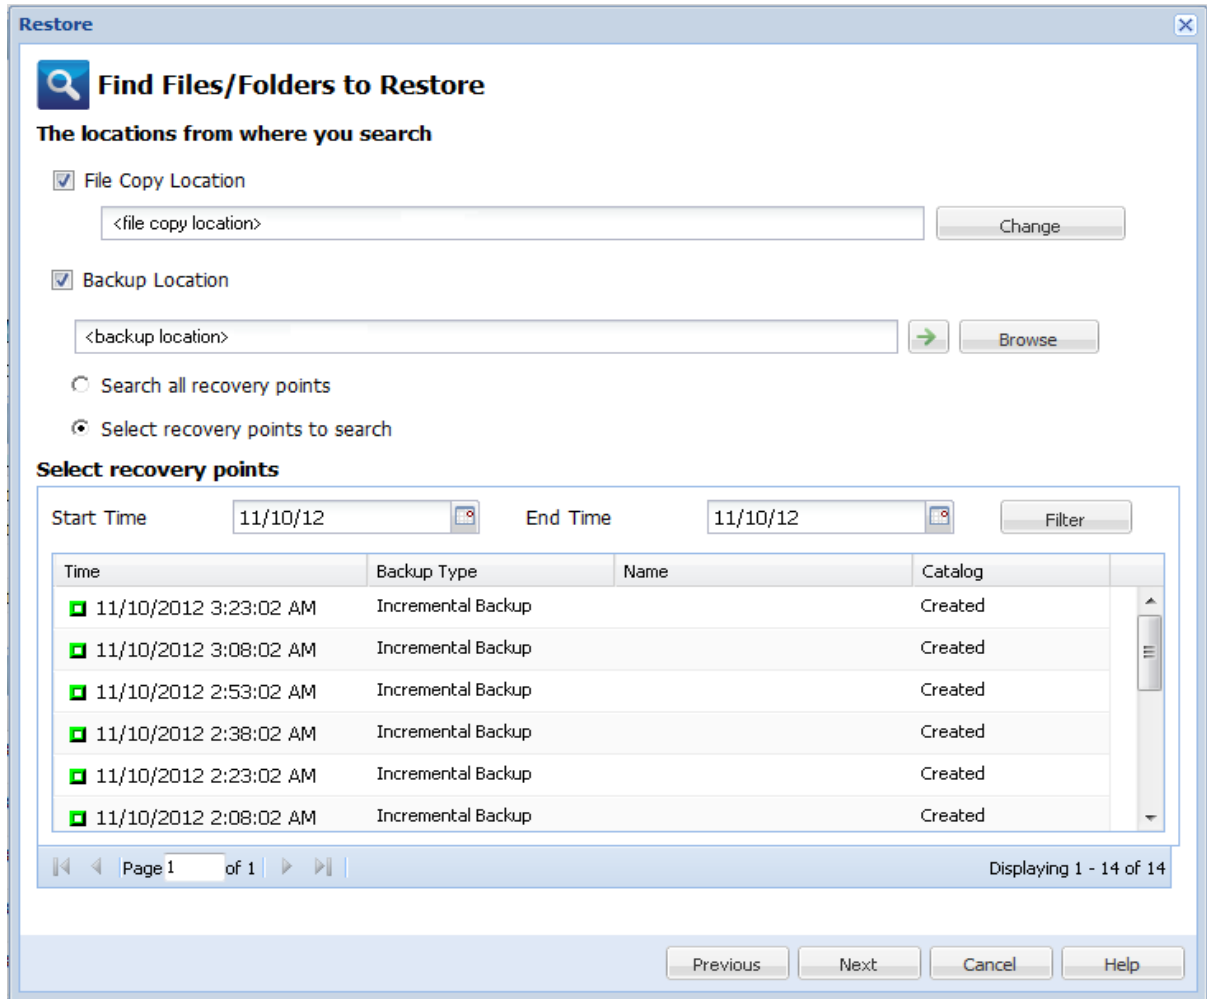 Restore
Find Files/Folders to Restore
The locations from where you search
File Copy Location
<file copy location>
Change
Backup Location
<backup location>
Browse
Search all recovery points
Select recovery points to search
Select recovery points
Start Time 11/10/12 End Time 11/10/12 Filter
Time Backup Type Name Catalog
11/10/2012 3:23:02 AM Incremental Backup Created
11/10/2012 3:08:02 AM Incremental Backup Created
11/10/2012 2:53:02 AM Incremental Backup Created
11/10/2012 2:38:02 AM Incremental Backup Created
11/10/2012 2:23:02 AM Incremental Backup Created
11/10/2012 2:08:02 AM Incremental Backup Created
Page 1 of 1 Displaying 1 - 14 of 14
Previous Next Cancel Help